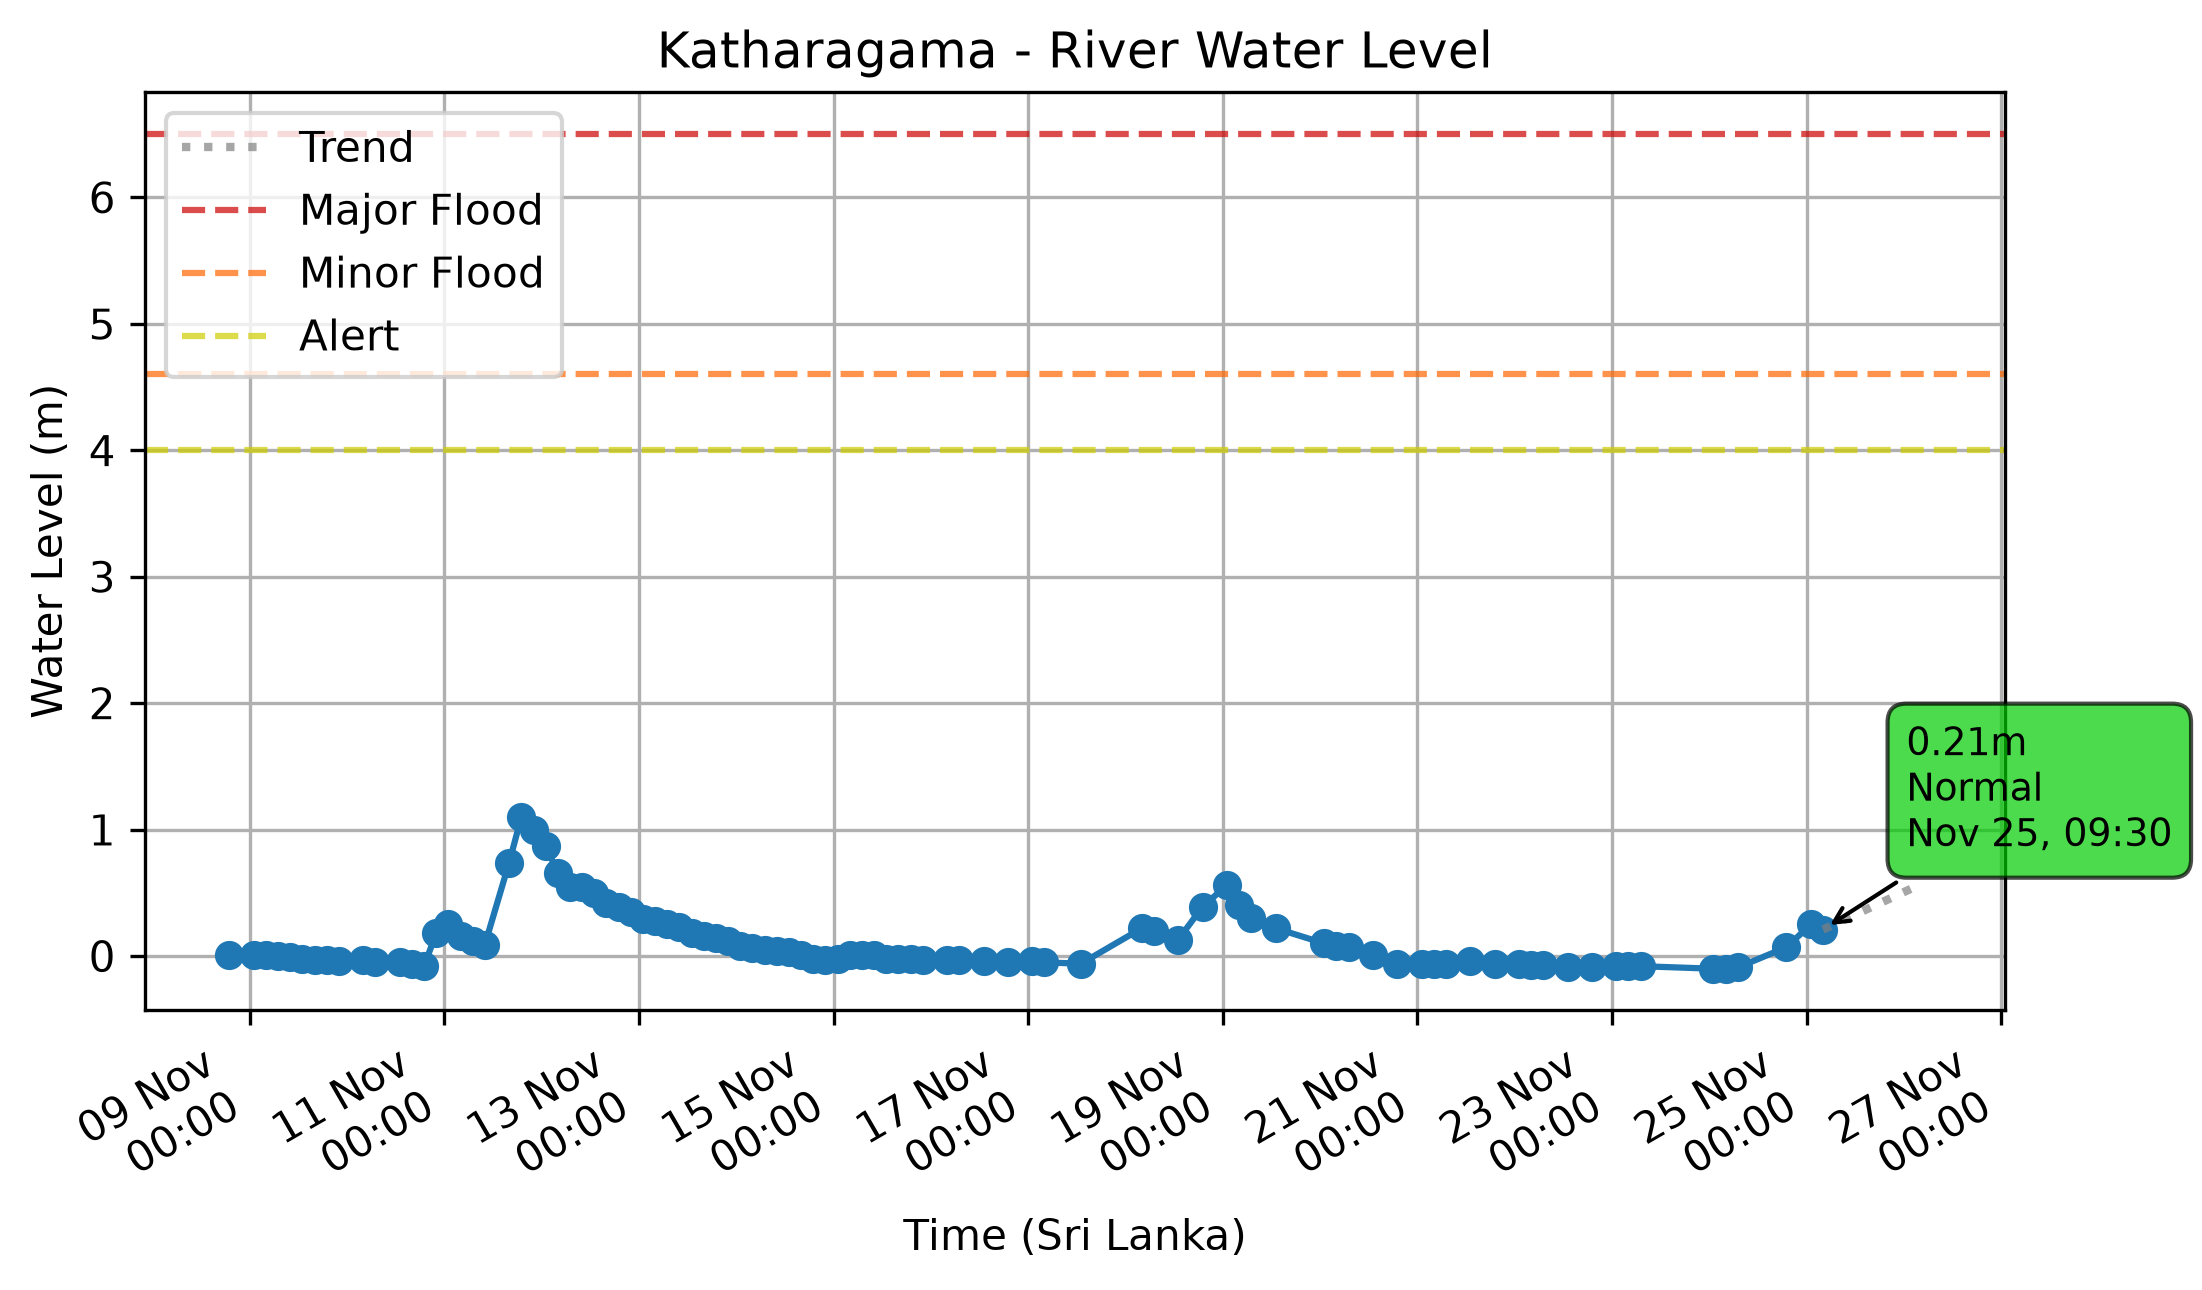 Katharagama - River Water Level
Trend
Major Flood
Minor Flood
Alert
Water Level (m)
6
5
4
3
2
1
0
0.21m
Normal
Nov 25, 09:30
09 Nov
00:00
11 Nov
00:00
13 Nov
00:00
15 Nov
00:00
17 Nov
00:00
19 Nov
00:00
21 Nov
00:00
23 Nov
00:00
25 Nov
00:00
27 Nov
00:00
Time (Sri Lanka)